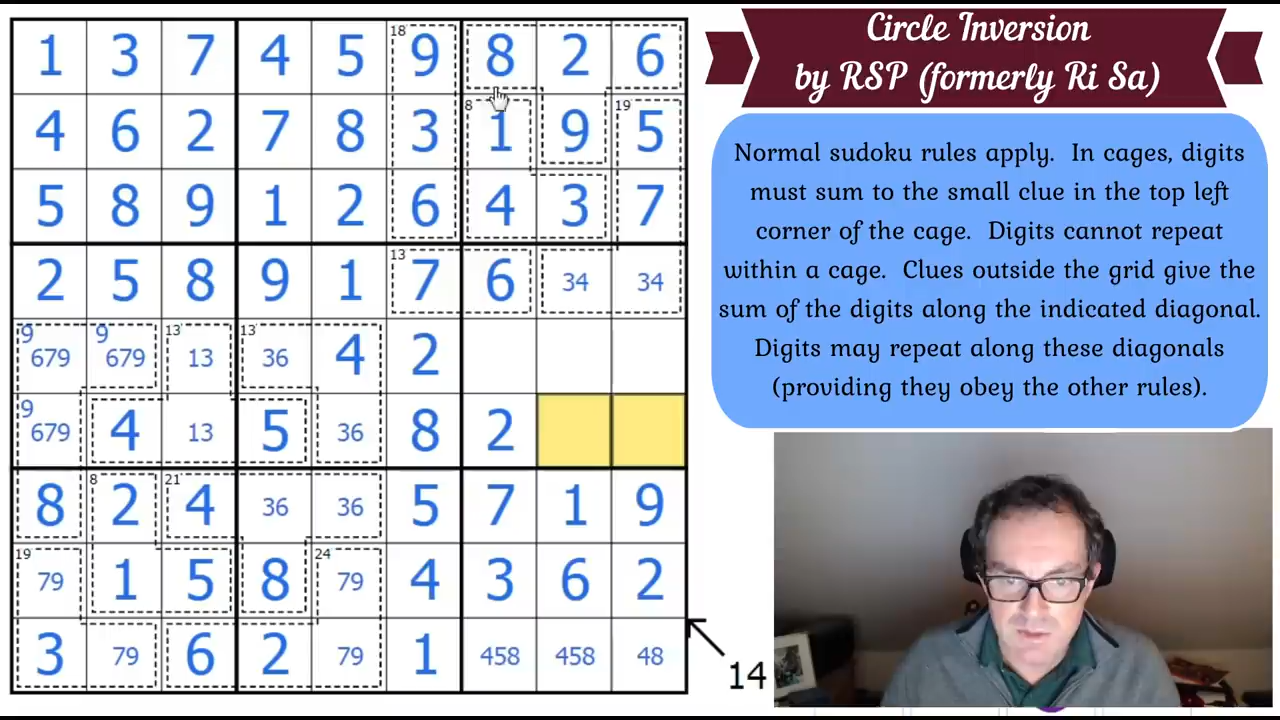 Circle Inversion
by RSP (formerly Ri Sa)
Normal sudoku rules apply. In cages, digits
must sum to the small clue in the top left
corner of the cage. Digits cannot repeat
within a cage. Clues outside the grid give the
sum of the digits along the indicated diagonal.
Digits may repeat along these diagonals
(providing they obey the other rules).
18
1 3 7 4 5 9 8 2 6
8 19
4 6 2 7 8 3 1 9 5
5 8 9 1 2 6 4 3 7
13
2 5 8 9 1 7 6 34 34
9 9 13 13
679 679 13 36 4 2
9
679 4 13 5 36 8 2
8 21
8 2 4 36 36 5 7 1 9
19 24
79 1 5 8 79 4 3 6 2
3 79 6 2 79 1 458 458 48
14